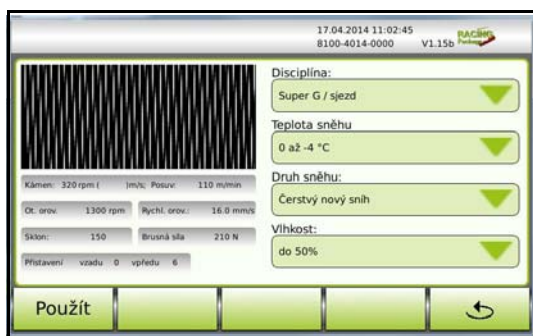 17.04.2014 11:02:45
8100-4014-0000 V1.15b
RACING
Package
Disciplína:
Super G / sjezd
Teplota sněhu
0 až -4 °C
Druh sněhu:
Čerstvý nový sníh
Vlhkost:
do 50%
Kámen: 320 rpm ( )m/s; Posuv: 110 m/min
Ot. orov. 1300 rpm Rychl. orov.: 16.0 mm/s
Sklon: 150 Brusná síla 210 N
Přistavení vzadu 0 vpředu 6
Použít